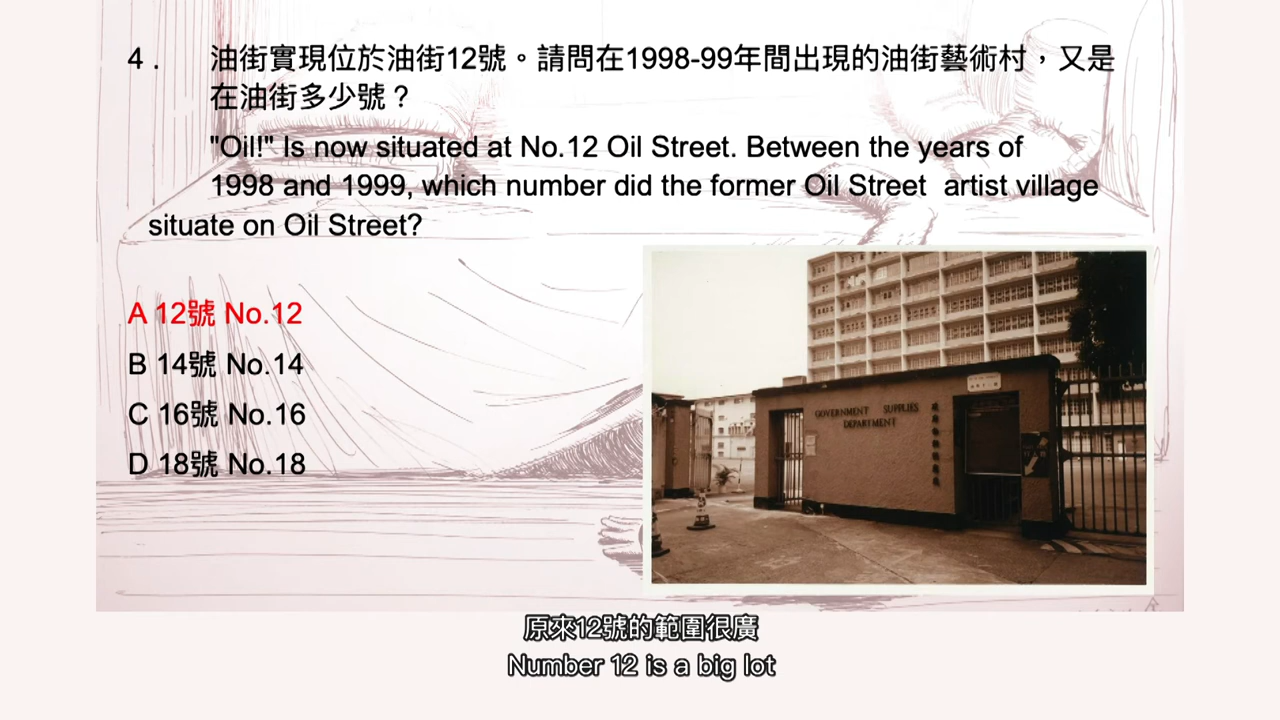 4 . 油街實現位於油街12號。請問在1998-99年間出現的油街藝術村，又是
在油街多少號？
"Oil!" Is now situated at No.12 Oil Street. Between the years of
1998 and 1999, which number did the former Oil Street artist village
situate on Oil Street?
A 12號 No.12
B 14號 No.14
C 16號 No.16
D 18號 No.18
GOVERNMENT SUPPLIES
DEPARTMENT
原來12號的範圍很廣
Number 12 is a big lot